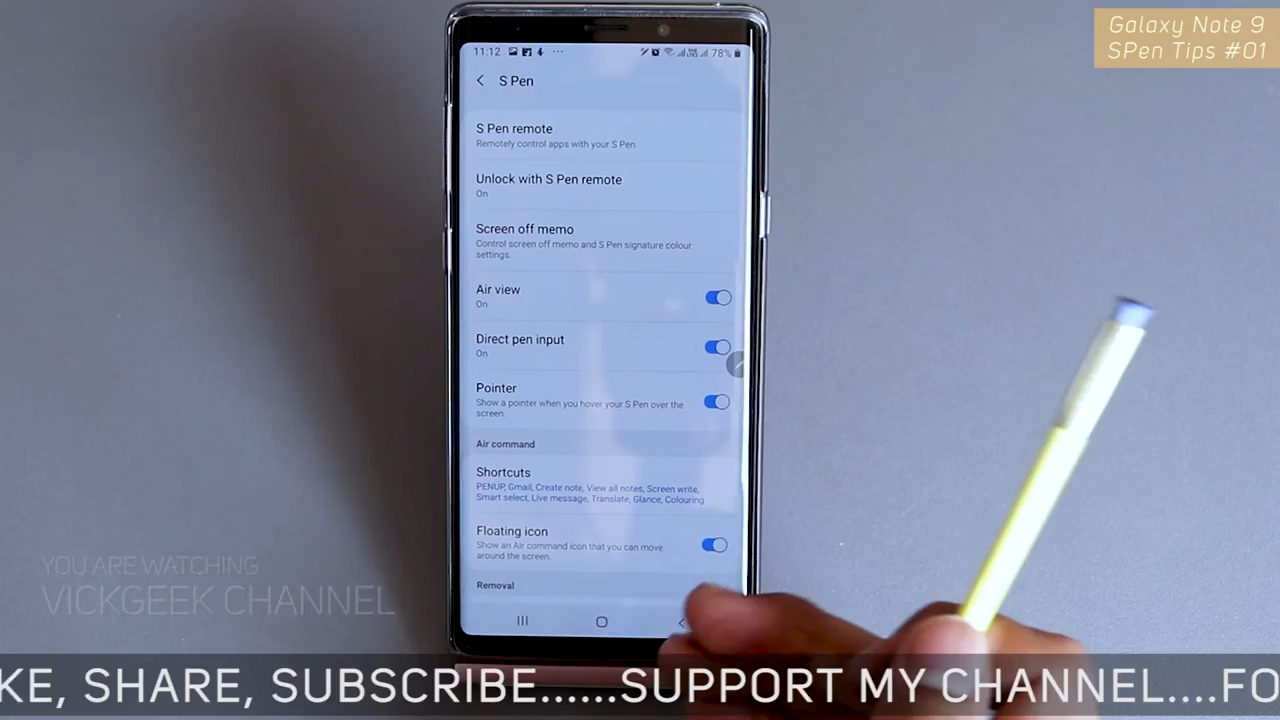 Galaxy Note 9
SPen Tips #01
11:12
78%
S Pen
S Pen remote
Remotely control apps with your S Pen.
Unlock with S Pen remote
On
Screen off memo
Control screen off memo and S Pen signature colour
settings.
Air view
On
Direct pen input
On
Pointer
Show a pointer when you hover your S Pen over the
screen.
Air command
Shortcuts
PENUP, Gmail, Create note, View all notes, Screen write,
Smart select, Live message, Translate, Glance, Colouring
Floating icon
Show an Air command icon that you can move
around the screen.
Removal
YOU ARE WATCHING
VICKGEEK CHANNEL
KE, SHARE, SUBSCRIBE......SUPPORT MY CHANNEL....FO